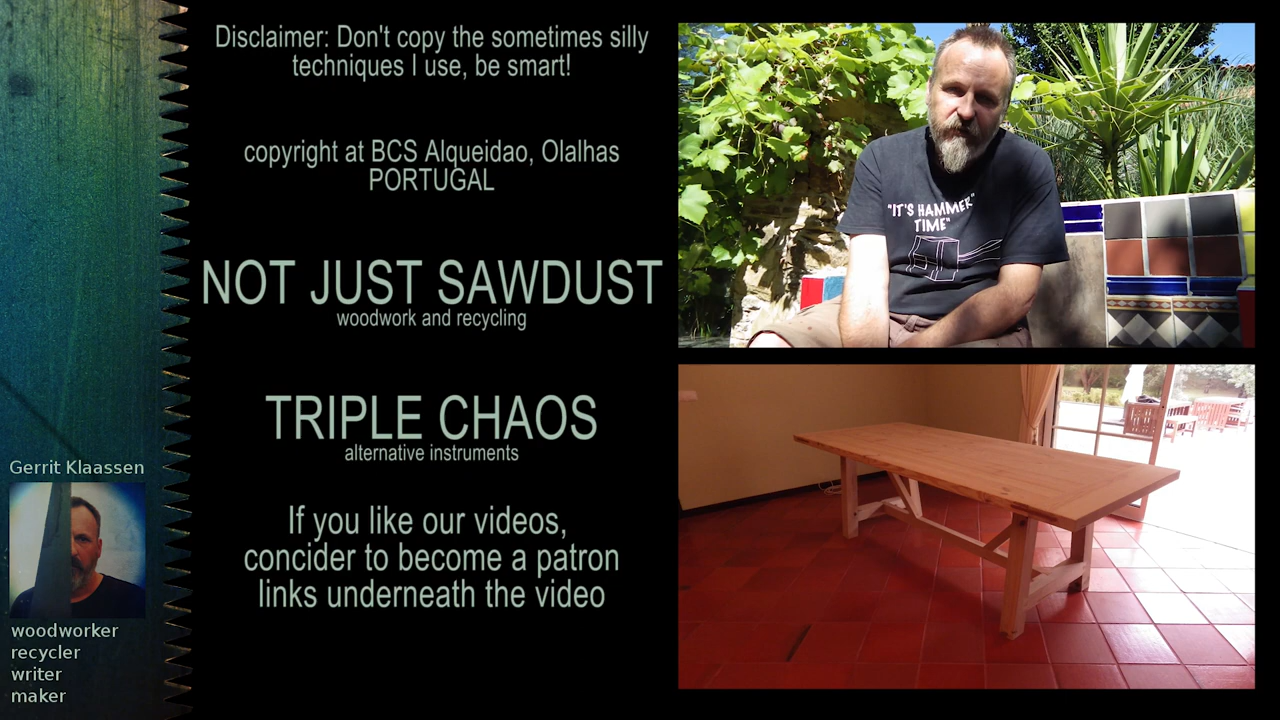 Disclaimer: Don't copy the sometimes silly
techniques I use, be smart!
copyright at BCS Alqueidao, Olalhas
PORTUGAL
NOT JUST SAWDUST
woodwork and recycling
TRIPLE CHAOS
alternative instruments
If you like our videos,
concider to become a patron
links underneath the video
Gerrit Klaassen
woodworker
recycler
writer
maker
"IT'S HAMMER"
TIME"